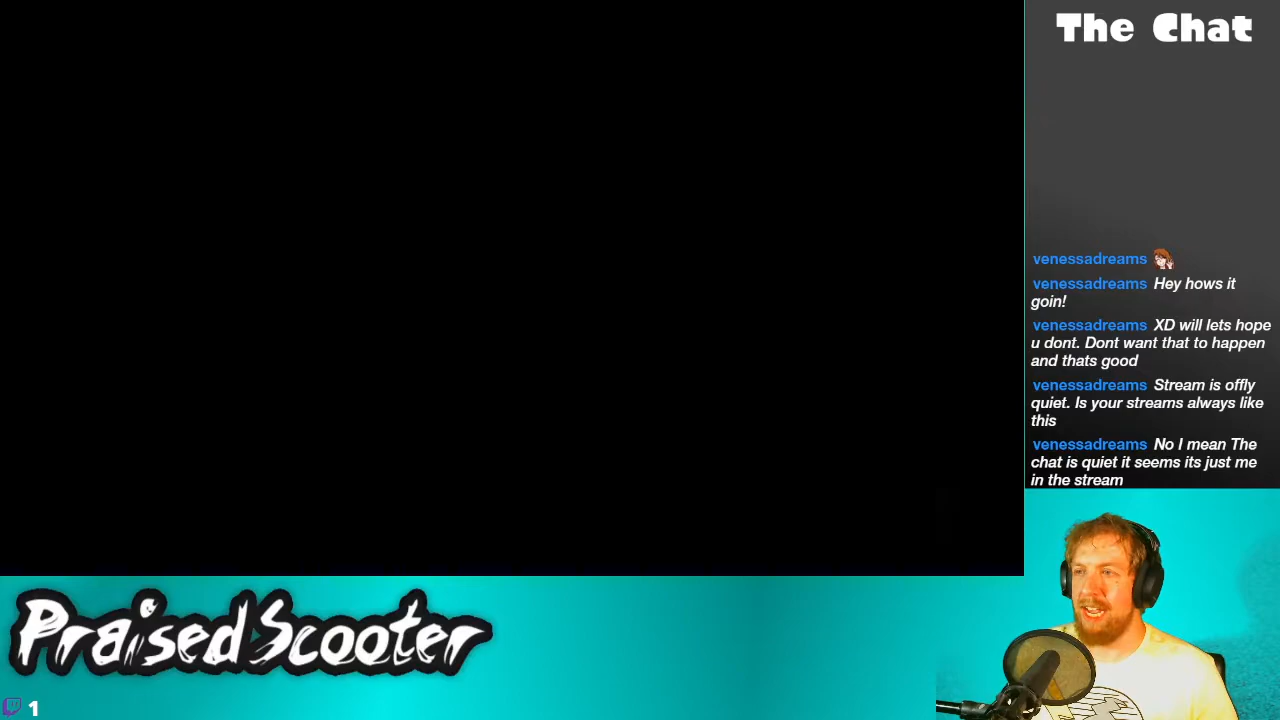 The Chat
venessadreams
venessadreams Hey hows it
goin!
venessadreams XD will lets hope
u dont. Dont want that to happen
and thats good
venessadreams Stream is offly
quiet. Is your streams always like
this
venessadreams No I mean The
chat is quiet it seems its just me
in the stream
PraisedScooter
1